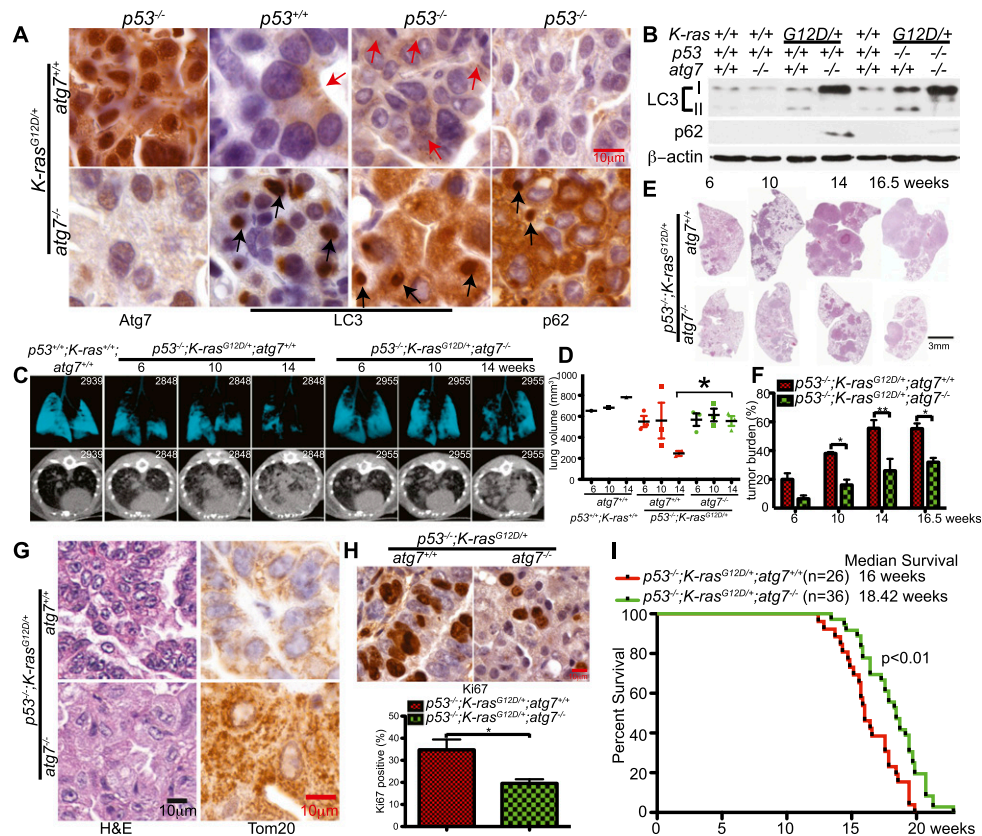 A
p53-/- p53+/+ p53-/- p53-/-
K-rasG12D/+
atg7+/+
atg7-/-
10μm
Atg7 LC3 p62
B
K-ras +/+ +/+ G12D/+ +/+ G12D/+
p53 +/+ +/+ +/+ +/+ +/+ -/- -/-
atg7 +/+ -/- +/+ -/- +/+ +/+ -/-
LC3 I
II
p62
β-actin
C
p53+/+;K-ras+/+;
atg7+/+
p53-/-;K-rasG12D/+;atg7+/+ p53-/-;K-rasG12D/+;atg7-/-
6 10 14 6 10 14 weeks
2939 2848 2848 2848 2955 2955 2955
2939 2848 2848 2848 2955 2955 2955
D
lung volume (mm3)
1000
800
600
400
200
0
*
6 10 14 6 10 14 6 10 14
atg7+/+ atg7+/+ atg7-/-
p53+/+;K-ras+/+ p53-/-;K-rasG12D/+
E
6 10 14 16.5 weeks
p53-/-;K-rasG12D/+
atg7+/+
atg7-/-
3mm
F
p53-/-;K-rasG12D/+;atg7+/+
p53-/-;K-rasG12D/+;atg7-/-
tumor burden (%)
80
60
40
20
* ** *
6 10 14 16.5 weeks
G
p53-/-;K-rasG12D/+
atg7+/+
atg7-/-
10μm 10μm
H&E Tom20
H
p53-/-;K-rasG12D/+
atg7+/+ atg7-/-
10μm
Ki67
p53-/-;K-rasG12D/+;atg7+/+
p53-/-;K-rasG12D/+;atg7-/-
Ki67 positive (%)
50
40
30
20
10
0
*
I
Median Survival
p53-/-;K-rasG12D/+;atg7+/+ (n=26) 16 weeks
p53-/-;K-rasG12D/+;atg7-/- (n=36) 18.42 weeks
p<0.01
Percent Survival
100
80
60
40
20
0
0 5 10 15 20 weeks